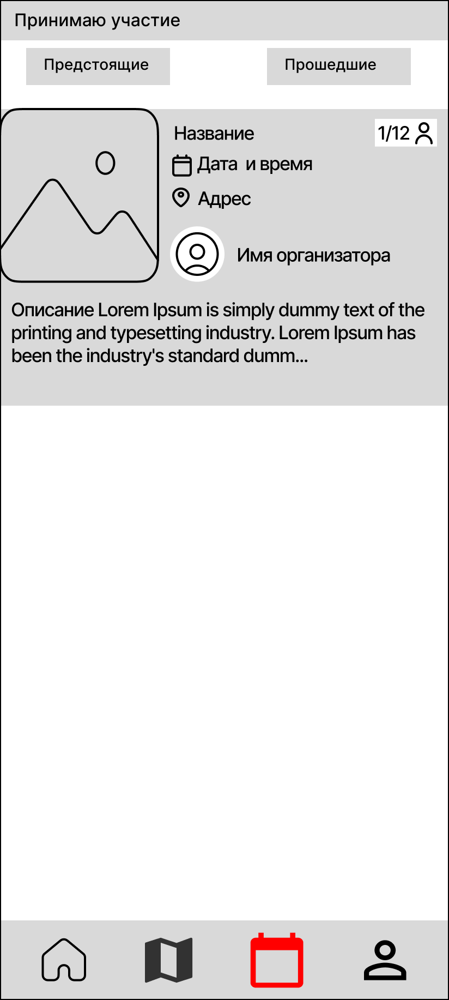 Принимаю участие
Предстоящие
Прошедшие
Название
1/12
Дата  и время
Адрес
Имя организатора
Описание Lorem Ipsum is simply dummy text of the
printing and typesetting industry. Lorem Ipsum has
been the industry's standard dumm...